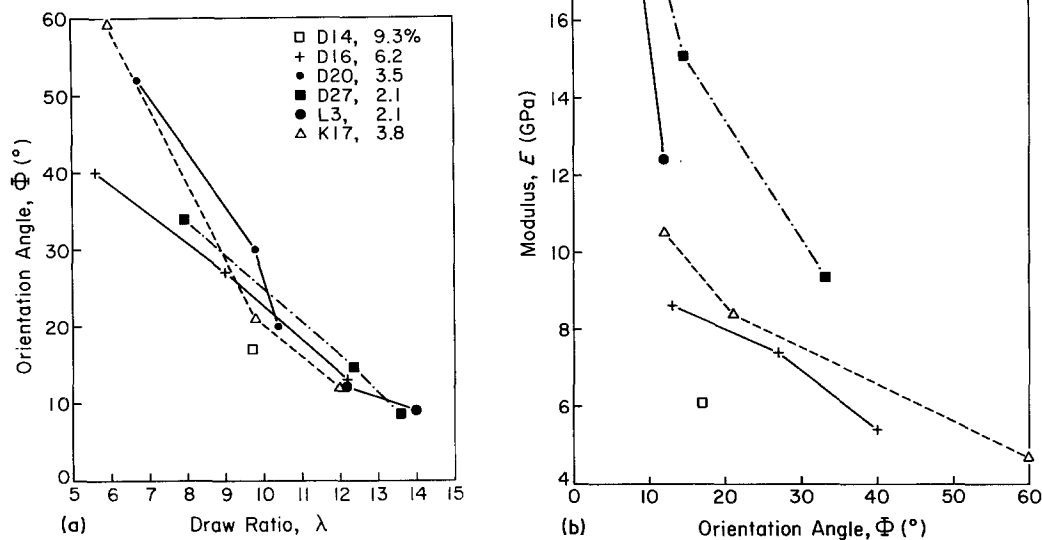 60
50
40
30
20
10
0
Orientation Angle, Φ (°)
D14, 9.3%
D16, 6.2
D20, 3.5
D27, 2.1
L3, 2.1
K17, 3.8
5 6 7 8 9 10 11 12 13 14 15
(a) Draw Ratio, λ
16
14
12
10
8
6
4
Modulus, E (GPa)
0 10 20 30 40 50 60
(b) Orientation Angle, Φ (°)